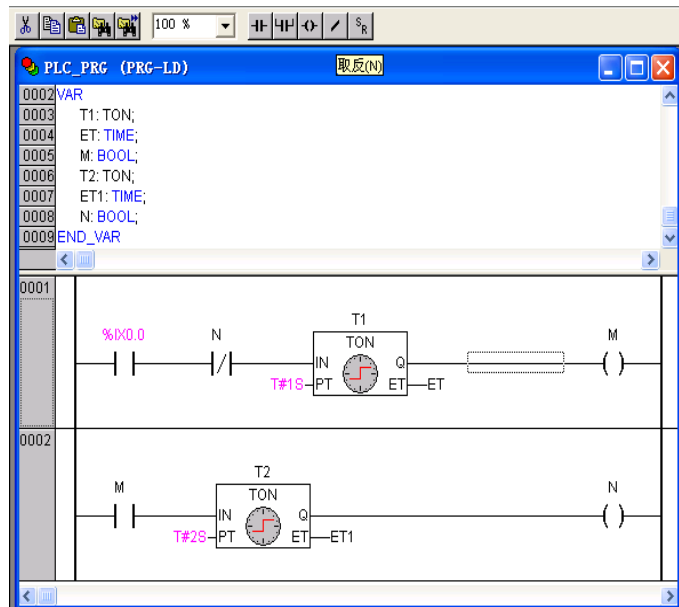 100 %
S
R
PLC_PRG (PRG-LD)
取反(N)
0002 VAR
0003 T1: TON;
0004 ET: TIME;
0005 M: BOOL;
0006 T2: TON;
0007 ET1: TIME;
0008 N: BOOL;
0009 END_VAR
0001
T1
%IX0.0 N TON M
IN Q
T#1S PT ET ET
0002
T2
M TON N
IN Q
T#2S PT ET ET1